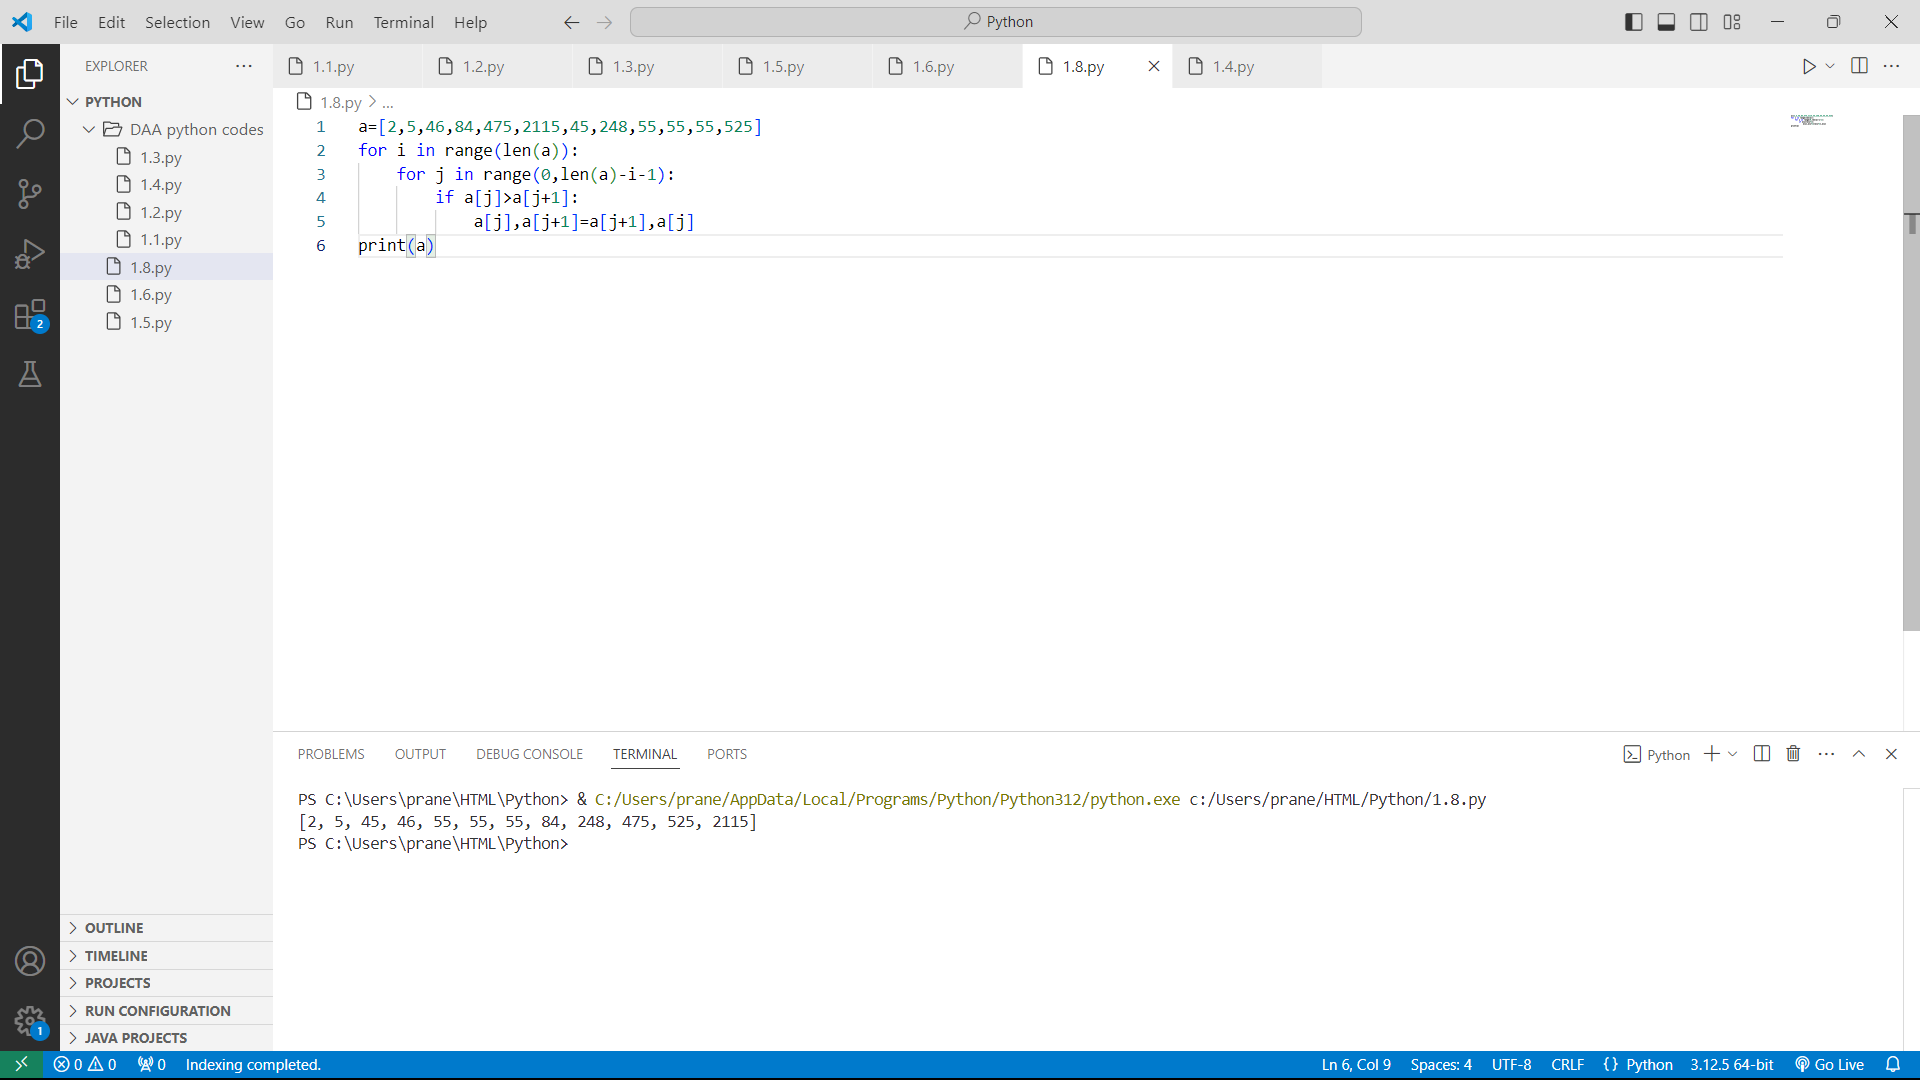 File Edit Selection View Go Run Terminal Help
Python
EXPLORER
PYTHON
DAA python codes
1.3.py
1.4.py
1.2.py
1.1.py
1.8.py
1.6.py
1.5.py
OUTLINE
TIMELINE
PROJECTS
RUN CONFIGURATION
JAVA PROJECTS
2
1
1.1.py 1.2.py 1.3.py 1.5.py 1.6.py 1.8.py 1.4.py
1.8.py > ...
1 a=[2,5,46,84,475,2115,45,248,55,55,55,525]
2 for i in range(len(a)):
3     for j in range(0,len(a)-i-1):
4         if a[j]>a[j+1]:
5             a[j],a[j+1]=a[j+1],a[j]
6 print(a)
PROBLEMS OUTPUT DEBUG CONSOLE TERMINAL PORTS
Python
PS C:\Users\prane\HTML\Python> & C:/Users/prane/AppData/Local/Programs/Python/Python312/python.exe c:/Users/prane/HTML/Python/1.8.py
[2, 5, 45, 46, 55, 55, 55, 84, 248, 475, 525, 2115]
PS C:\Users\prane\HTML\Python>
0 0 0 Indexing completed.
Ln 6, Col 9 Spaces: 4 UTF-8 CRLF {} Python 3.12.5 64-bit Go Live